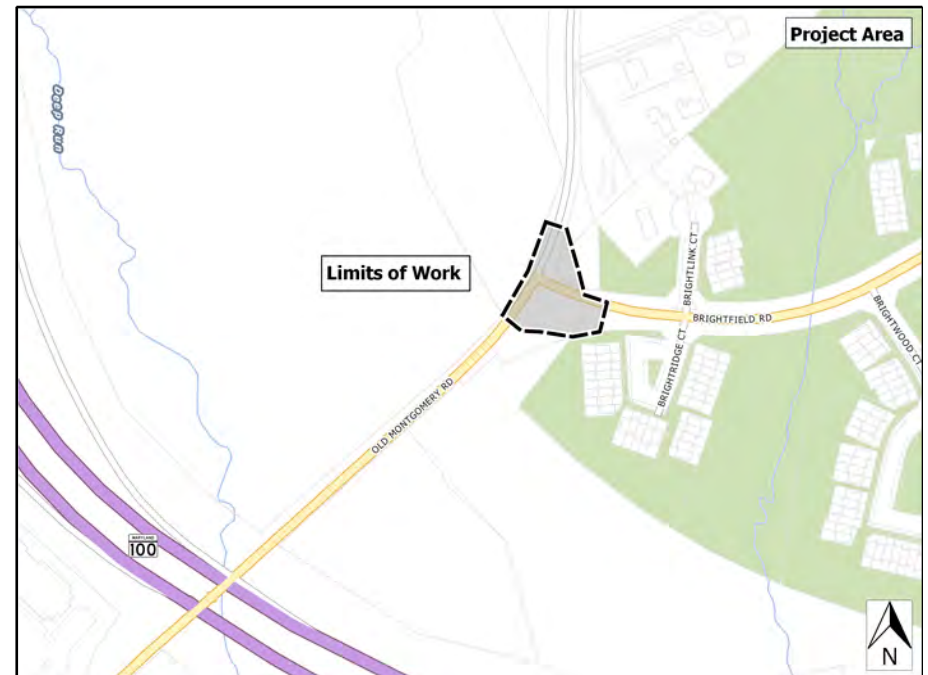 Project Area
Deep Run
Limits of Work
BRIGHTLINK CT
BRIGHTFIELD RD
BRIGHTWOOD CT
BRIGHTRIDGE CT
OLD MONTGOMERY RD
MARYLAND
100
N